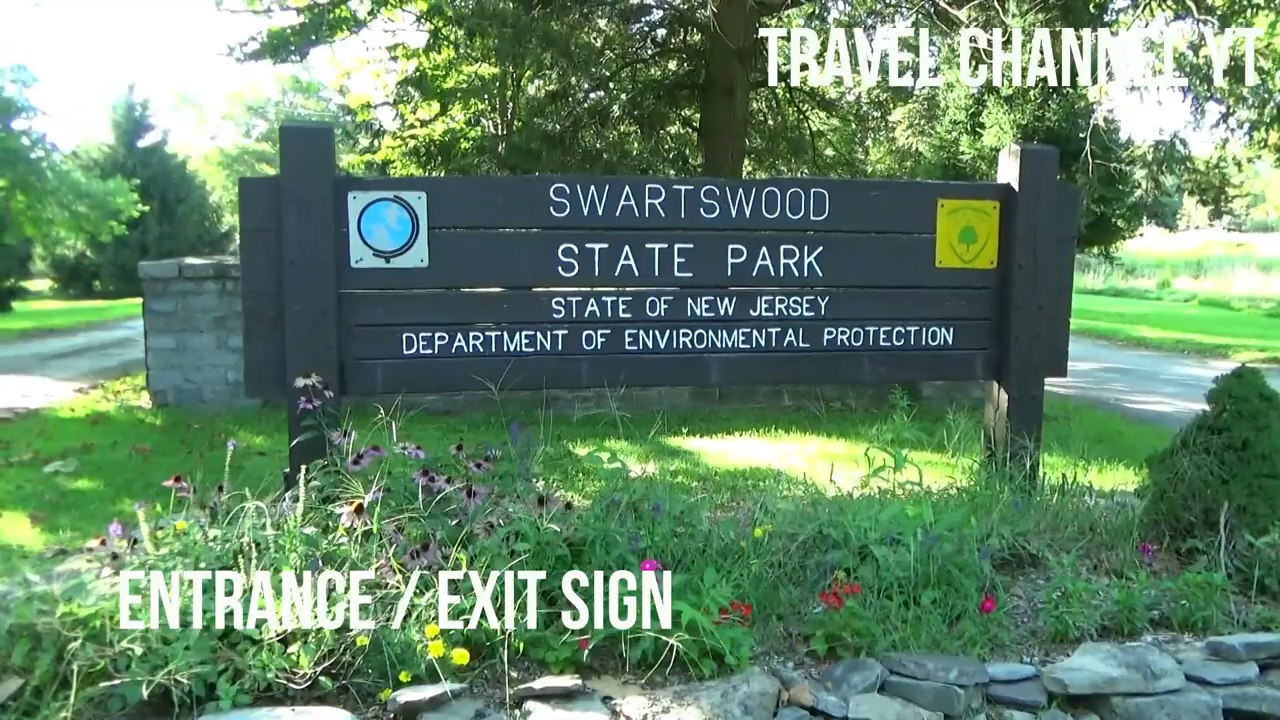 TRAVEL CHANNEL YT
SWARTSWOOD
STATE PARK
STATE OF NEW JERSEY
DEPARTMENT OF ENVIRONMENTAL PROTECTION
ENTRANCE / EXIT SIGN